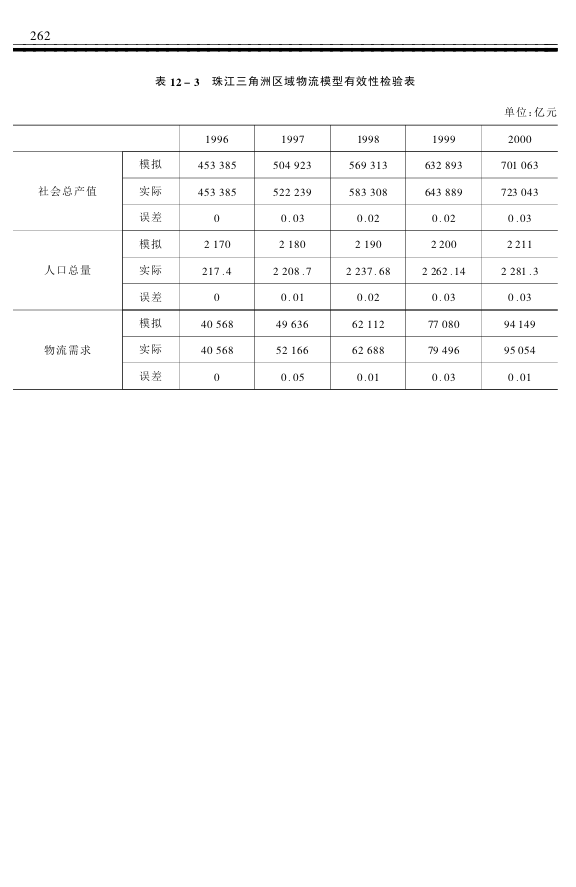 262
表 12-3 珠江三角洲区域物流模型有效性检验表
单位:亿元
1996 1997 1998 1999 2000
社会总产值 模拟 453 385 504 923 569 313 632 893 701 063
实际 453 385 522 239 583 308 643 889 723 043
误差 0 0.03 0.02 0.02 0.03
人口总量 模拟 2 170 2 180 2 190 2 200 2 211
实际 217.4 2 208.7 2 237.68 2 262.14 2 281.3
误差 0 0.01 0.02 0.03 0.03
物流需求 模拟 40 568 49 636 62 112 77 080 94 149
实际 40 568 52 166 62 688 79 496 95 054
误差 0 0.05 0.01 0.03 0.01